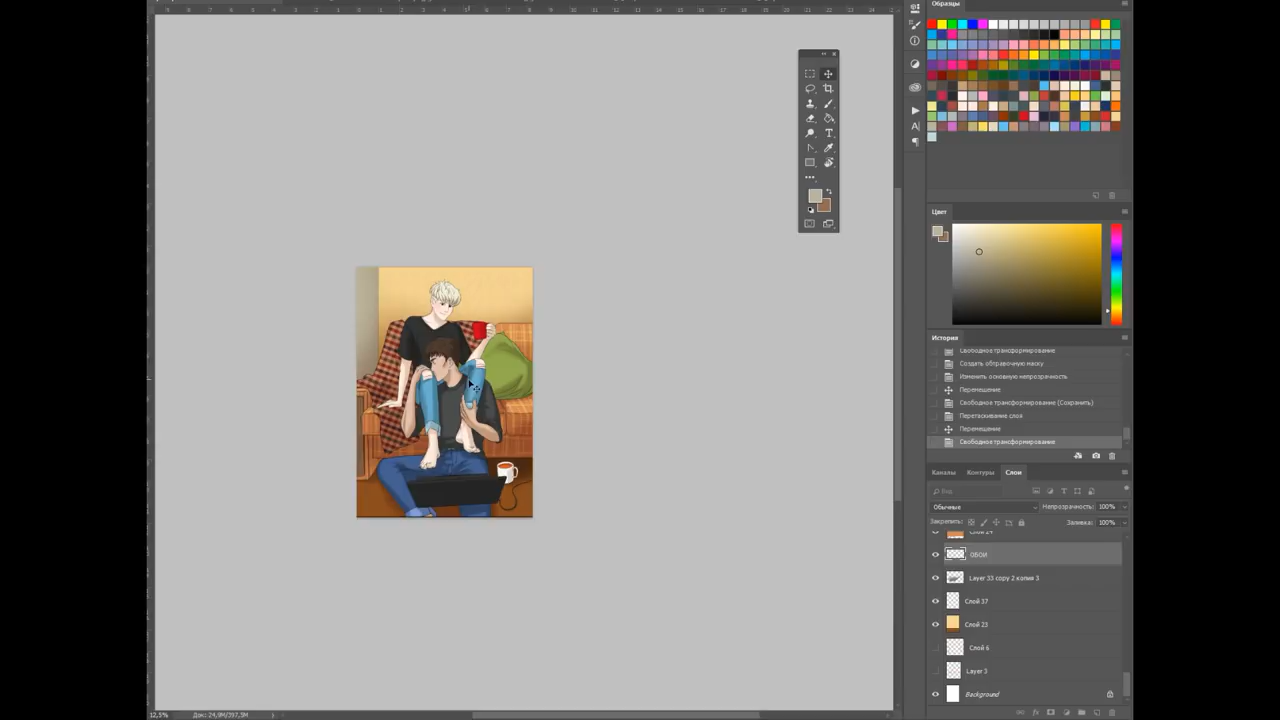 Образцы
Цвет
История
Свободное трансформирование
Создать обтравочную маску
Изменить основную непрозрачность
Перемещение
Свободное трансформирование (Сохранить)
Перетаскивание слоя
Перемещение
Свободное трансформирование
Каналы Контуры Слои
Вид
Обычные Непрозрачность: 100%
Закрепить: Заливка: 100%
Слой 24
ОБОИ
Layer 33 copy 2 копия 3
Слой 37
Слой 23
Слой 6
Layer 3
Background
12,5% Док: 24,9M/397,3M